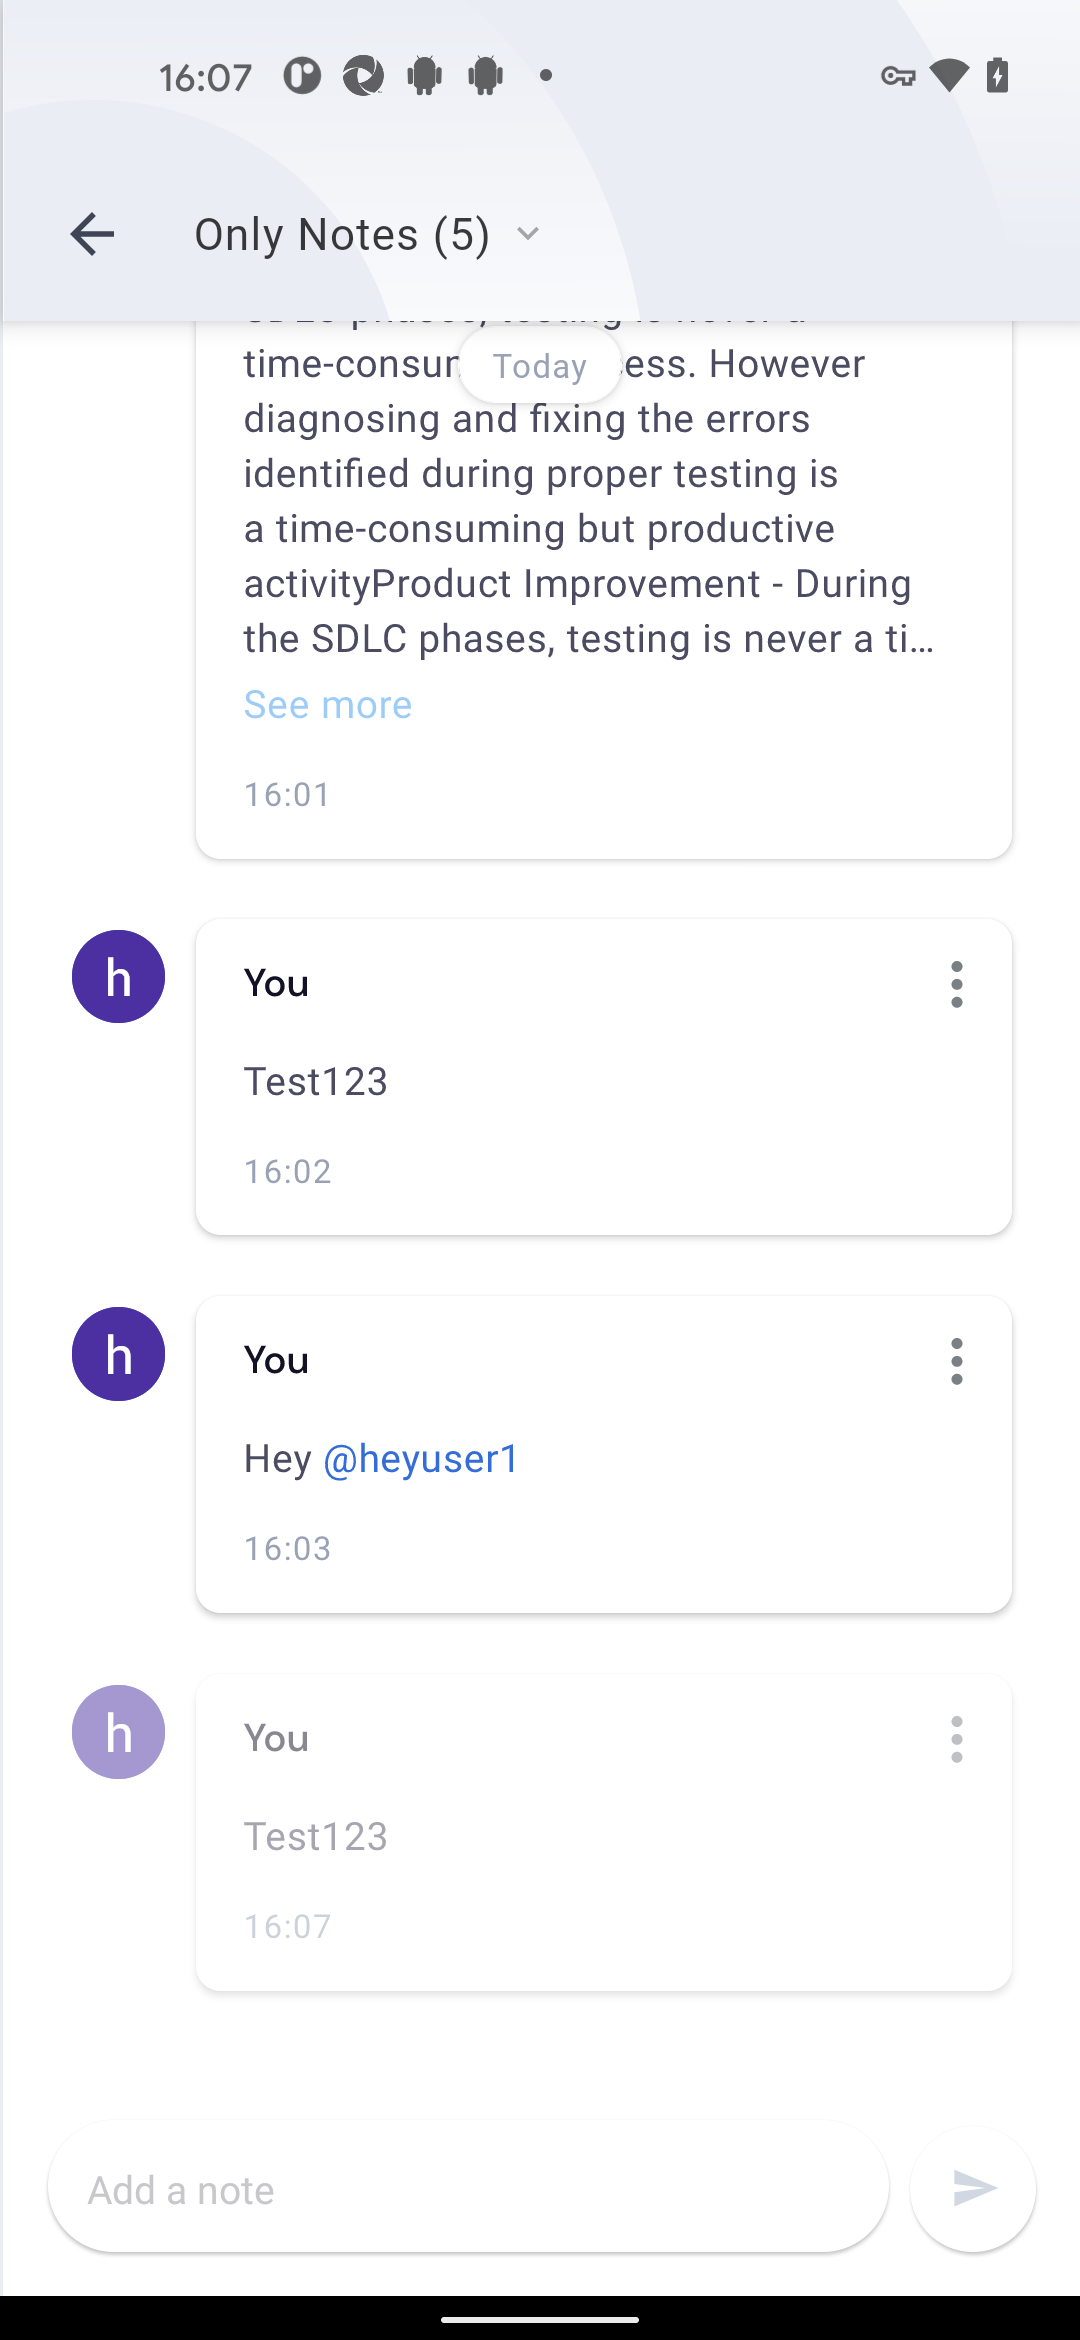 16:07
Only Notes (5)
Today
time-consum ess. However
diagnosing and fixing the errors
identified during proper testing is
a time-consuming but productive
activityProduct Improvement - During
the SDLC phases, testing is never a ti...
See more
16:01
h
You
Test123
16:02
h
You
Hey @heyuser1
16:03
h
You
Test123
16:07
Add a note